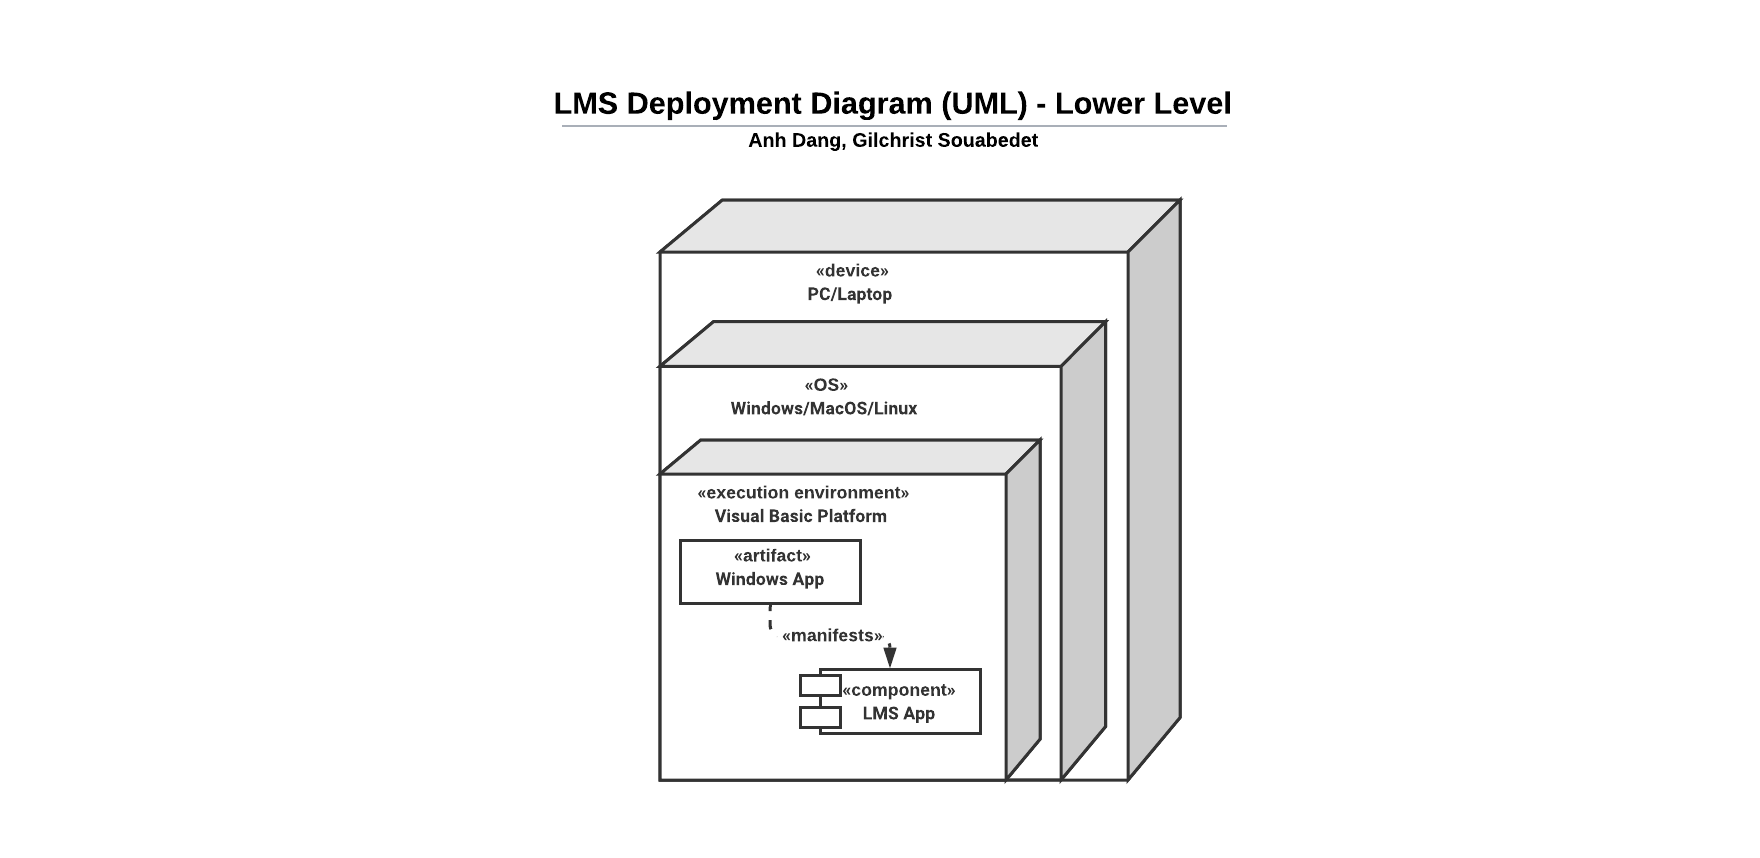 LMS Deployment Diagram (UML) - Lower Level
Anh Dang, Gilchrist Souabedet
«device»
PC/Laptop
«OS»
Windows/MacOS/Linux
«execution environment»
Visual Basic Platform
«artifact»
Windows App
«manifests»
«component»
LMS App